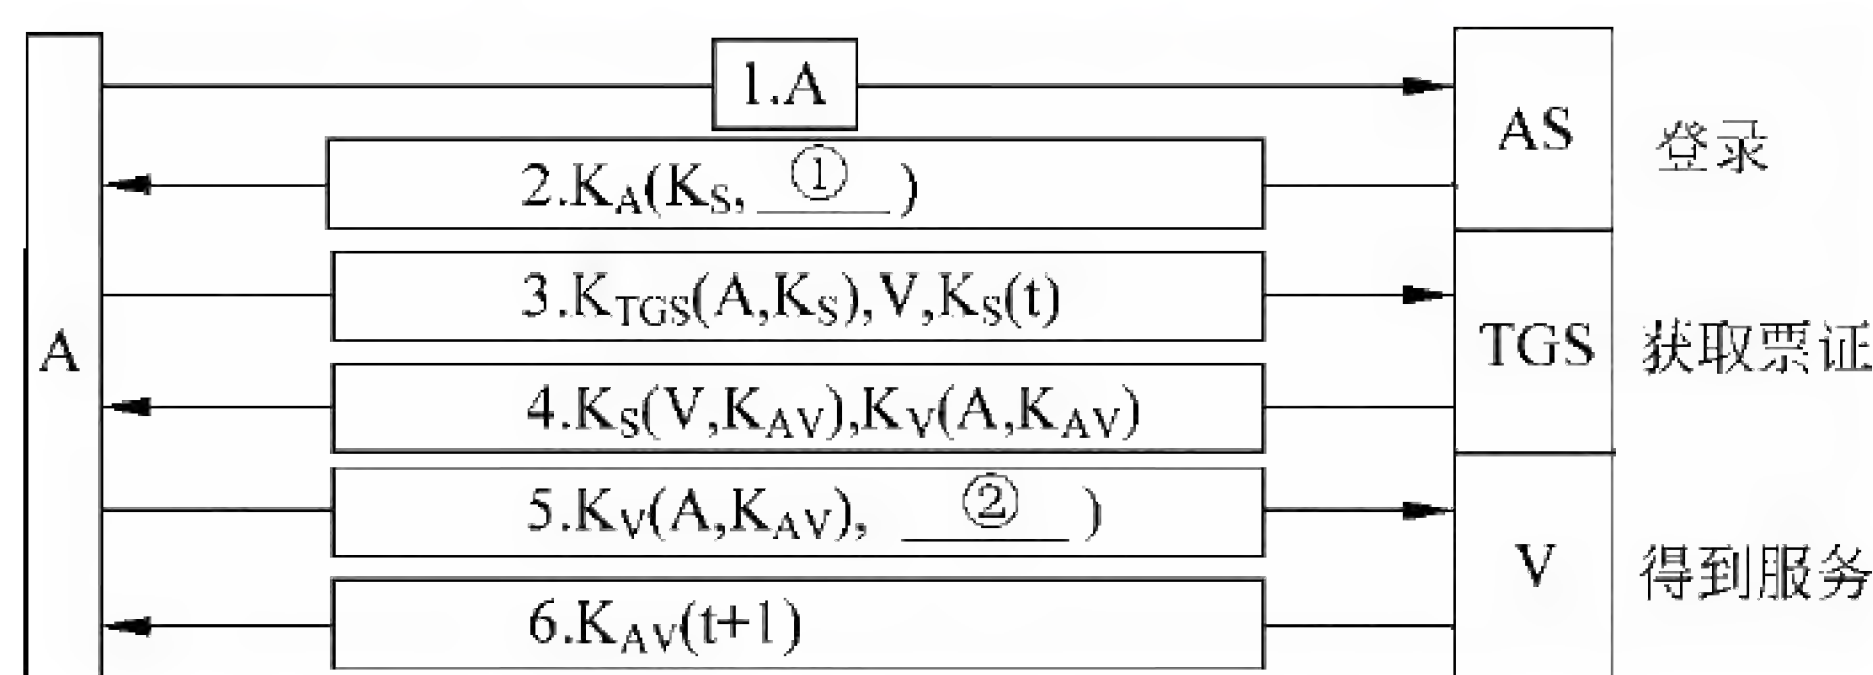 1.A
AS
登录
2.KA(KS, ① )
3.KTGS(A,KS),V,KS(t)
A
TGS
获取票证
4.KS(V,KAV),KV(A,KAV)
5.KV(A,KAV), ② )
V
得到服务
6.KAV(t+1)